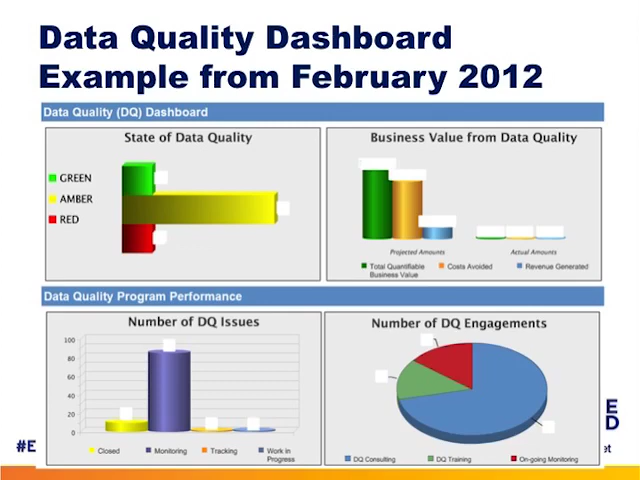 Data Quality Dashboard
Example from February 2012
Data Quality (DQ) Dashboard
State of Data Quality
GREEN
AMBER
RED
Business Value from Data Quality
Projected Amounts
Actual Amounts
Total Quantifiable
Business Value
Costs Avoided
Revenue Generated
Data Quality Program Performance
Number of DQ Issues
100
80
60
40
20
0
Closed
Monitoring
Tracking
Work in
Progress
Number of DQ Engagements
DQ Consulting
DQ Training
On-going Monitoring
E
D
#E
et